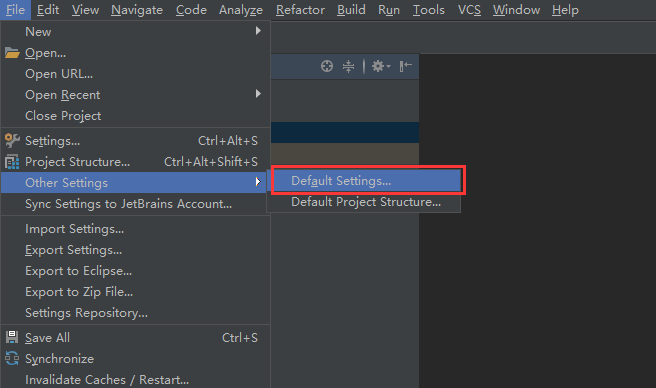 File Edit View Navigate Code Analyze Refactor Build Run Tools VCS Window Help
New
Open...
Open URL...
Open Recent
Close Project
Settings... Ctrl+Alt+S
Project Structure... Ctrl+Alt+Shift+S
Other Settings Default Settings...
Sync Settings to JetBrains Account... Default Project Structure...
Import Settings...
Export Settings...
Export to Eclipse...
Export to Zip File...
Settings Repository...
Save All Ctrl+S
Synchronize
Invalidate Caches / Restart...